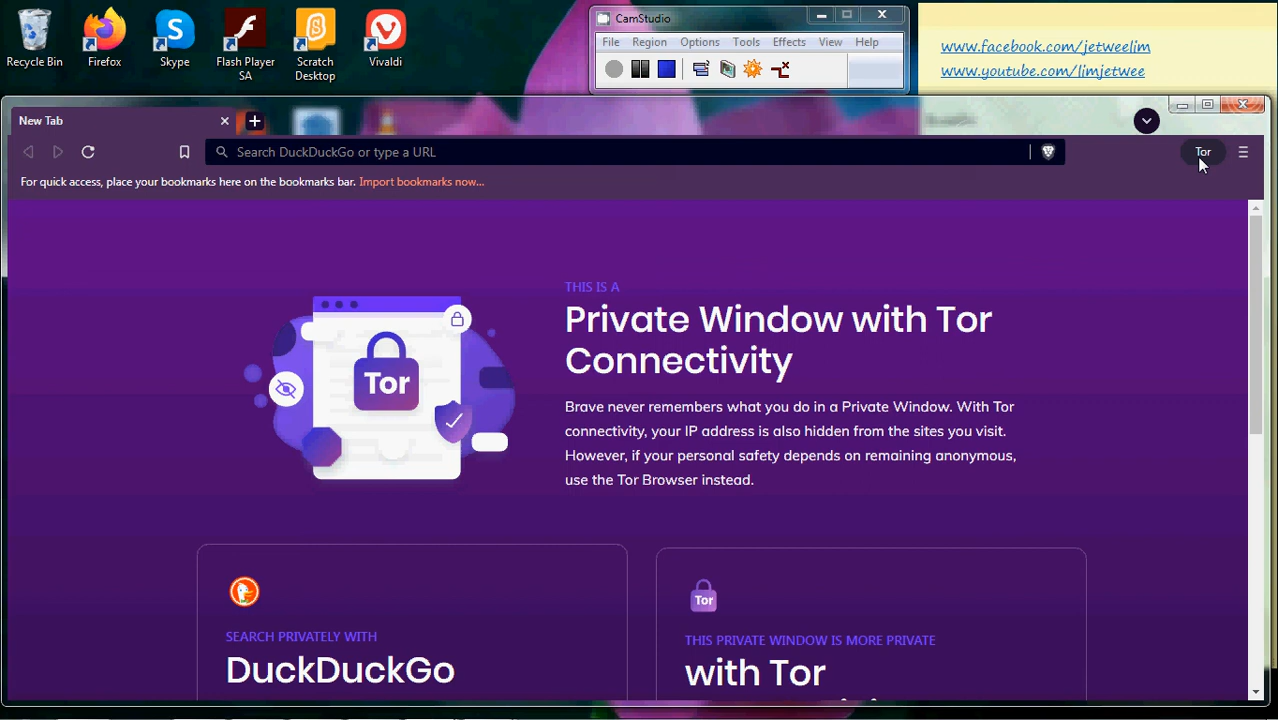 Recycle Bin
Firefox
Skype
Flash Player
SA
Scratch
Desktop
Vivaldi
CamStudio
File Region Options Tools Effects View Help
www.facebook.com/jetweelim
www.youtube.com/limjetwee
New Tab
Search DuckDuckGo or type a URL
Tor
For quick access, place your bookmarks here on the bookmarks bar. Import bookmarks now...
Tor
THIS IS A
Private Window with Tor
Connectivity
Brave never remembers what you do in a Private Window. With Tor
connectivity, your IP address is also hidden from the sites you visit.
However, if your personal safety depends on remaining anonymous,
use the Tor Browser instead.
SEARCH PRIVATELY WITH
DuckDuckGo
Tor
THIS PRIVATE WINDOW IS MORE PRIVATE
with Tor